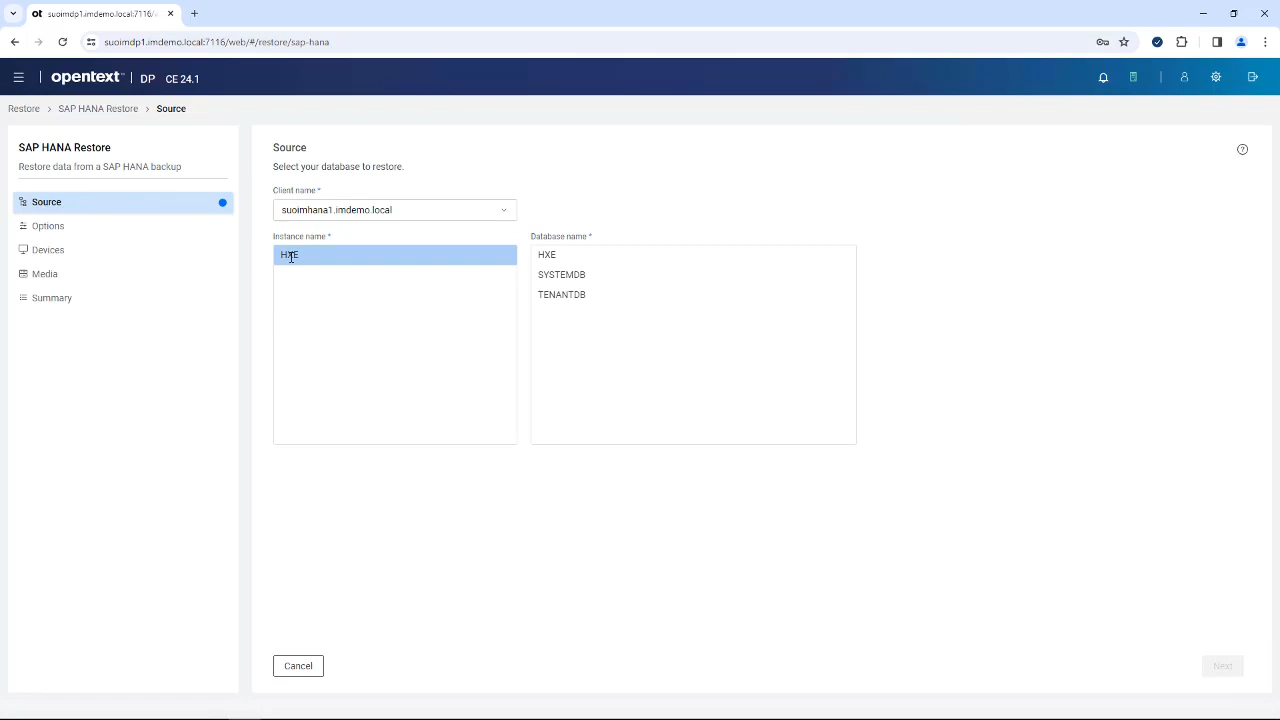 ot suoimdp1.imdemo.local:7116/w
suoimdp1.imdemo.local:7116/web/#/restore/sap-hana
opentext™ | DP CE 24.1
Restore > SAP HANA Restore > Source
SAP HANA Restore
Restore data from a SAP HANA backup
Source
Options
Devices
Media
Summary
Source
Select your database to restore.
Client name *
suoimhana1.imdemo.local
Instance name *
Database name *
HXE
HXE
SYSTEMDB
TENANTDB
Cancel
Next